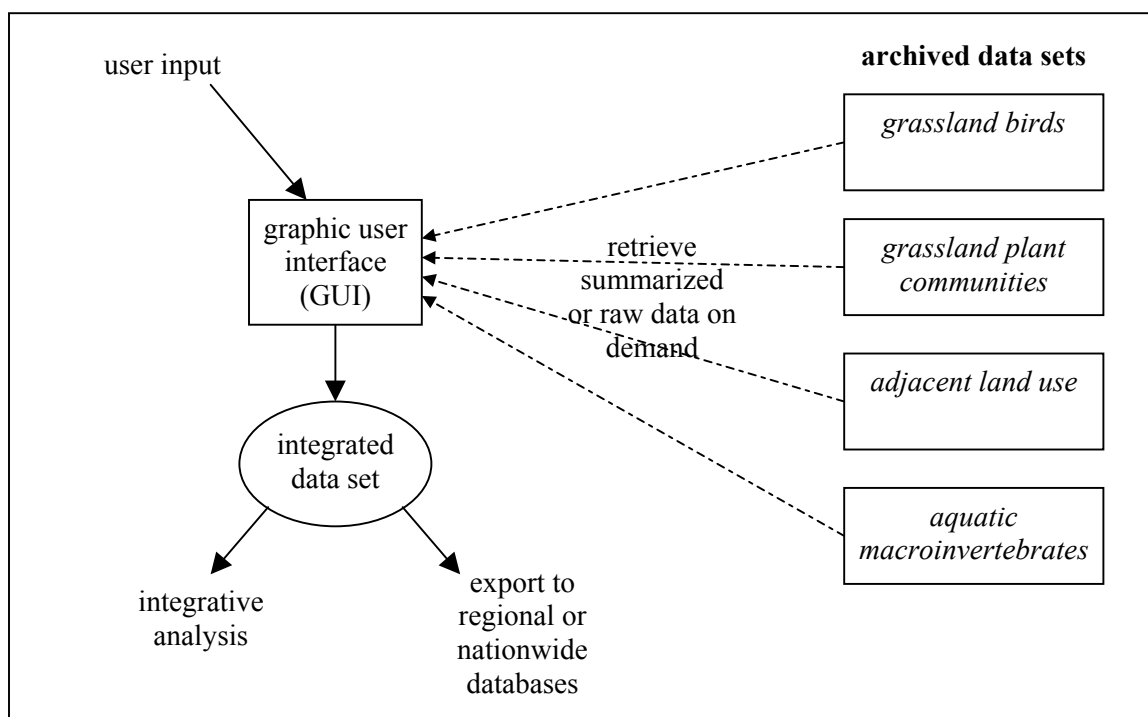 user input
archived data sets
grassland birds
graphic user
interface
(GUI)
retrieve
summarized
or raw data on
demand
grassland plant
communities
adjacent land use
integrated
data set
aquatic
macroinvertebrates
integrative
analysis
export to
regional or
nationwide
databases